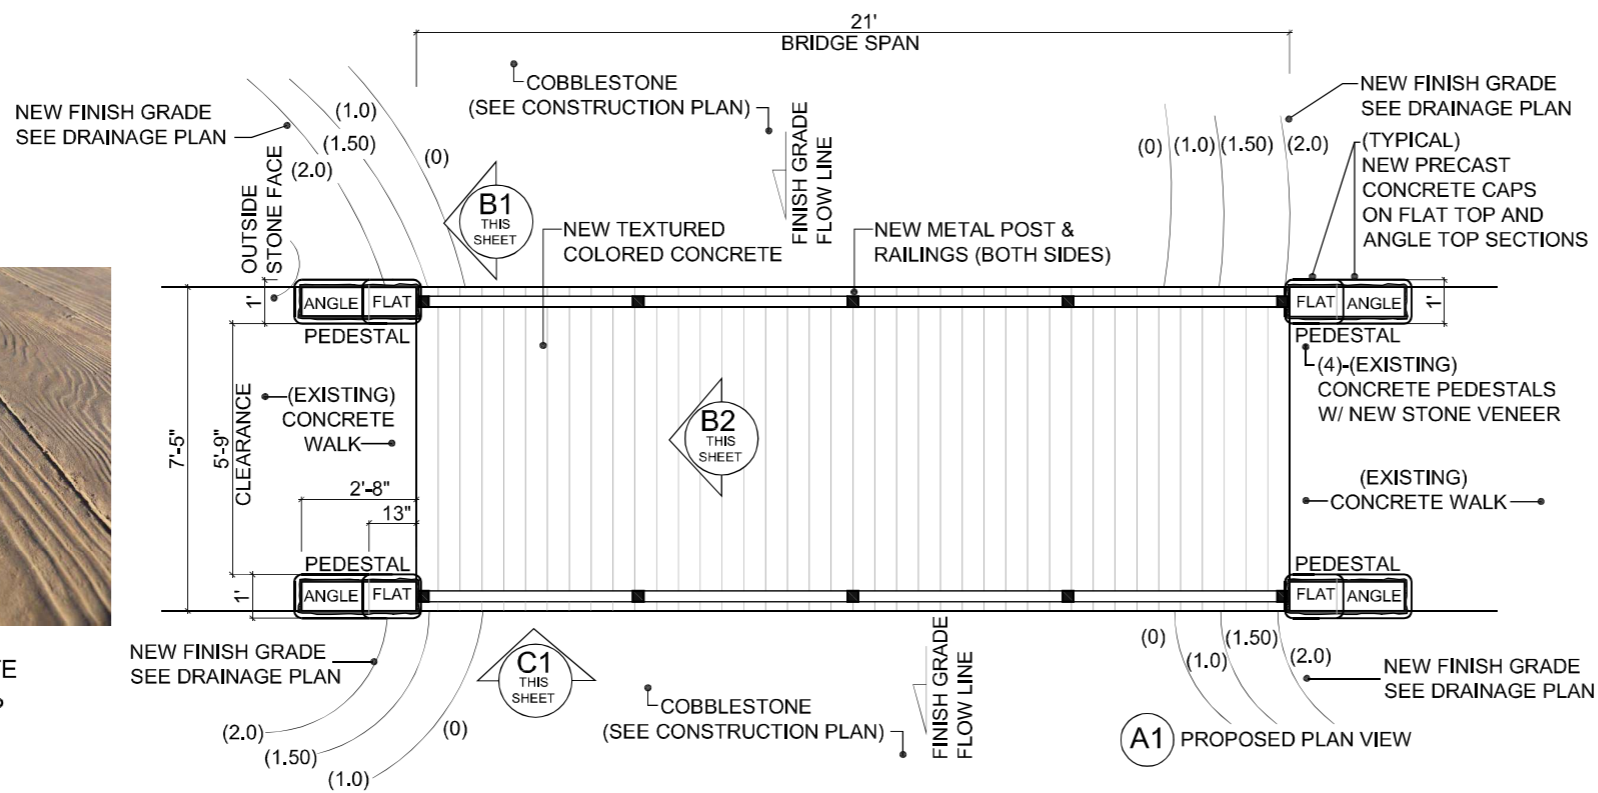 21'
BRIDGE SPAN
NEW FINISH GRADE
SEE DRAINAGE PLAN
(1.0)
(1.50)
(2.0)
(0)
COBBLESTONE
(SEE CONSTRUCTION PLAN)
FINISH GRADE
FLOW LINE
(0)
(1.0)
(1.50)
(2.0)
NEW FINISH GRADE
SEE DRAINAGE PLAN
(TYPICAL)
NEW PRECAST
CONCRETE CAPS
ON FLAT TOP AND
ANGLE TOP SECTIONS
OUTSIDE
STONE FACE
B1
THIS
SHEET
NEW TEXTURED
COLORED CONCRETE
NEW METAL POST &
RAILINGS (BOTH SIDES)
1'
ANGLE
FLAT
PEDESTAL
FLAT
ANGLE
1'
PEDESTAL
(4)-(EXISTING)
CONCRETE PEDESTALS
W/ NEW STONE VENEER
7'-5"
5'-9"
CLEARANCE
(EXISTING)
CONCRETE
WALK
B2
THIS
SHEET
2'-8"
13"
(EXISTING)
CONCRETE WALK
PEDESTAL
1'
ANGLE
FLAT
PEDESTAL
FLAT
ANGLE
NEW FINISH GRADE
SEE DRAINAGE PLAN
(2.0)
(1.50)
(1.0)
(0)
C1
THIS
SHEET
COBBLESTONE
(SEE CONSTRUCTION PLAN)
FINISH GRADE
FLOW LINE
(0)
(1.0)
(1.50)
(2.0)
NEW FINISH GRADE
SEE DRAINAGE PLAN
A1
PROPOSED PLAN VIEW